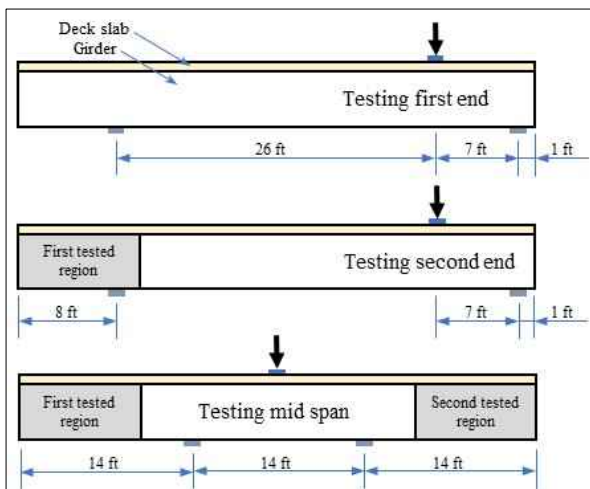 Deck slab
Girder
Testing first end
26 ft
7 ft
1 ft
First tested
region
Testing second end
8 ft
7 ft
1 ft
First tested
region
Testing mid span
Second tested
region
14 ft
14 ft
14 ft